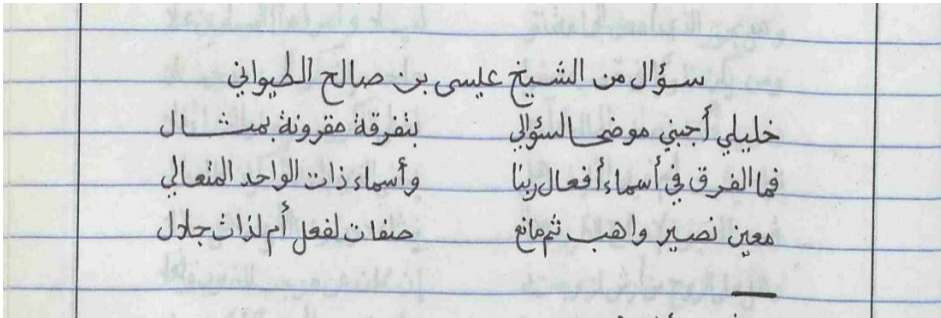 سؤال من الشيخ عيسى بن صالح الطيواني
خليلي أجبني موضحا لسؤالي بتفرقة مقرونة بمثال
فما الفرق في أسماء أفعال ربنا وأسماء ذات الواحد المتعالي
معين نصير واهب ثم مانع صفات لفعل أم لذات جلال